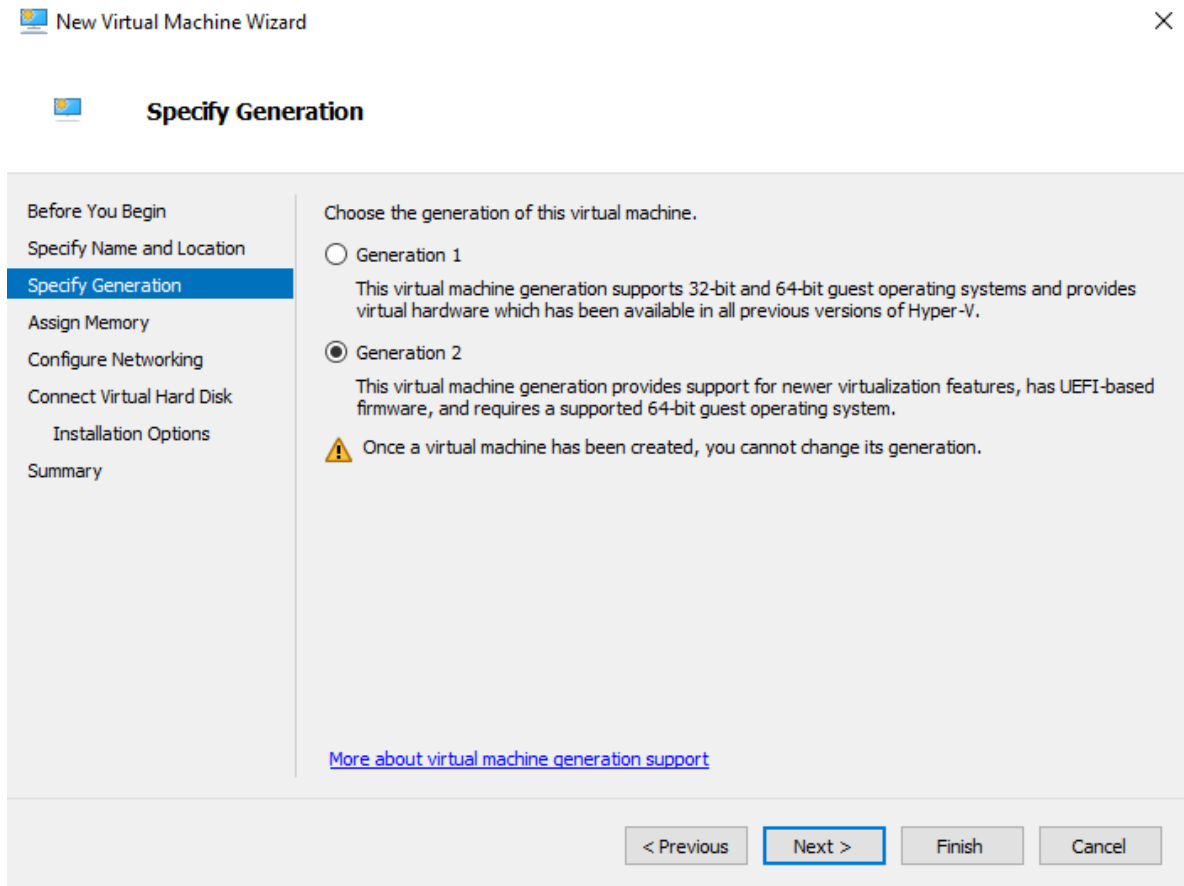 New Virtual Machine Wizard
Specify Generation
Before You Begin
Specify Name and Location
Specify Generation
Assign Memory
Configure Networking
Connect Virtual Hard Disk
Installation Options
Summary
Choose the generation of this virtual machine.
Generation 1
This virtual machine generation supports 32-bit and 64-bit guest operating systems and provides
virtual hardware which has been available in all previous versions of Hyper-V.
Generation 2
This virtual machine generation provides support for newer virtualization features, has UEFI-based
firmware, and requires a supported 64-bit guest operating system.
Once a virtual machine has been created, you cannot change its generation.
More about virtual machine generation support
< Previous
Next >
Finish
Cancel